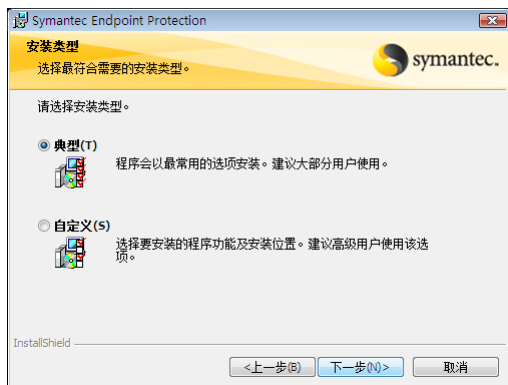 Symantec Endpoint Protection
安装类型
选择最符合需要的安装类型。
symantec.
请选择安装类型。
典型(T)
程序会以最常用的选项安装。建议大部分用户使用。
自定义(S)
选择要安装的程序功能及安装位置。建议高级用户使用该选
项。
InstallShield
<上一步(B)
下一步(N)>
取消